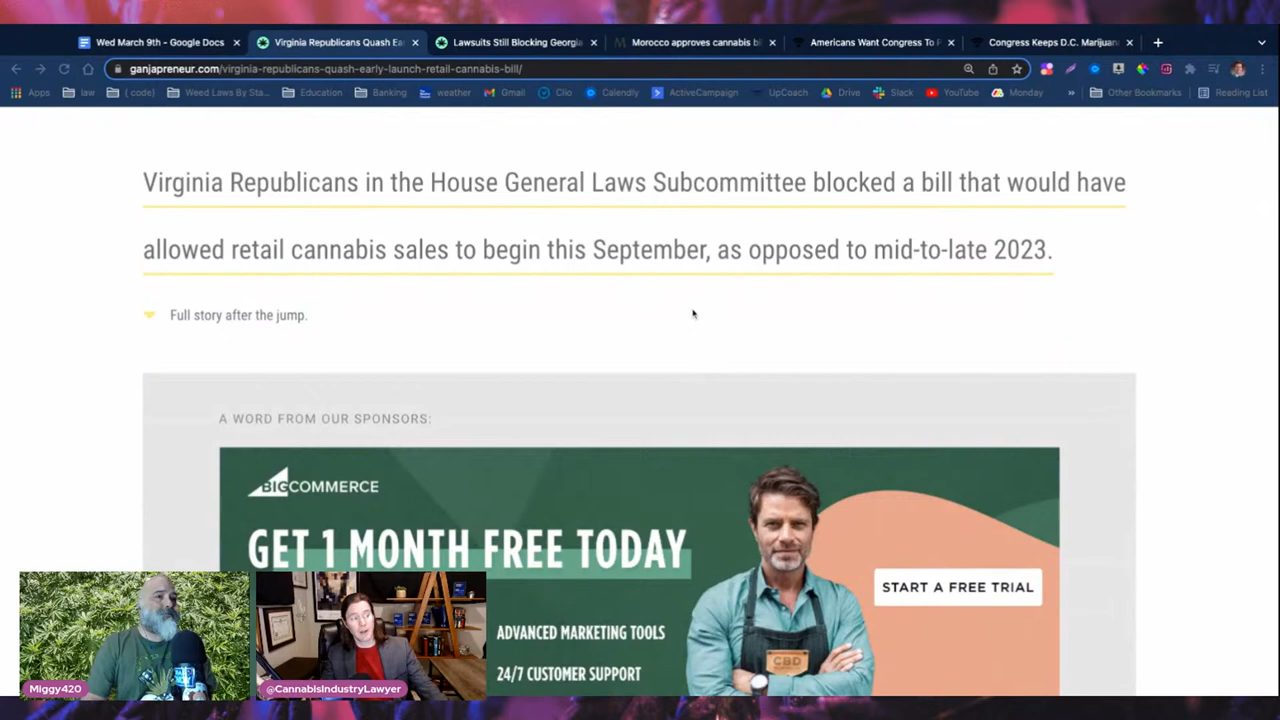 Wed March 9th - Google Docs
Virginia Republicans Quash Ea
Lawsuits Still Blocking Georgia
Morocco approves cannabis bi
Americans Want Congress To P
Congress Keeps D.C. Marijuan
ganjapreneur.com/virginia-republicans-quash-early-launch-retail-cannabis-bill/
Apps law ( code) Weed Laws By Sta... Education Banking weather Gmail Clio Calendly ActiveCampaign UpCoach Drive Slack YouTube Monday » Other Bookmarks Reading List
Virginia Republicans in the House General Laws Subcommittee blocked a bill that would have
allowed retail cannabis sales to begin this September, as opposed to mid-to-late 2023.
Full story after the jump.
A WORD FROM OUR SPONSORS:
BIGCOMMERCE
GET 1 MONTH FREE TODAY
START A FREE TRIAL
ADVANCED MARKETING TOOLS
24/7 CUSTOMER SUPPORT
CBD
Miggy420
@CannabisIndustryLawyer